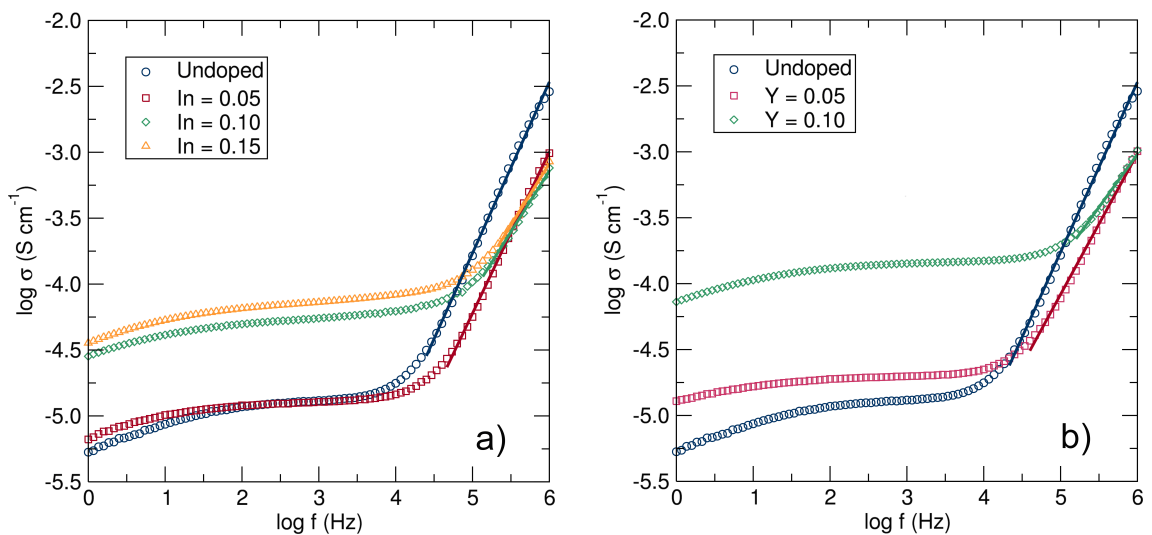 -2.0
-2.5
-3.0
-3.5
-4.0
-4.5
-5.0
-5.5
log σ (S cm⁻¹)
Undoped
In = 0.05
In = 0.10
In = 0.15
a)
0 1 2 3 4 5 6
log f (Hz)
-2.0
-2.5
-3.0
-3.5
-4.0
-4.5
-5.0
-5.5
log σ (S cm⁻¹)
Undoped
Y = 0.05
Y = 0.10
b)
0 1 2 3 4 5 6
log f (Hz)